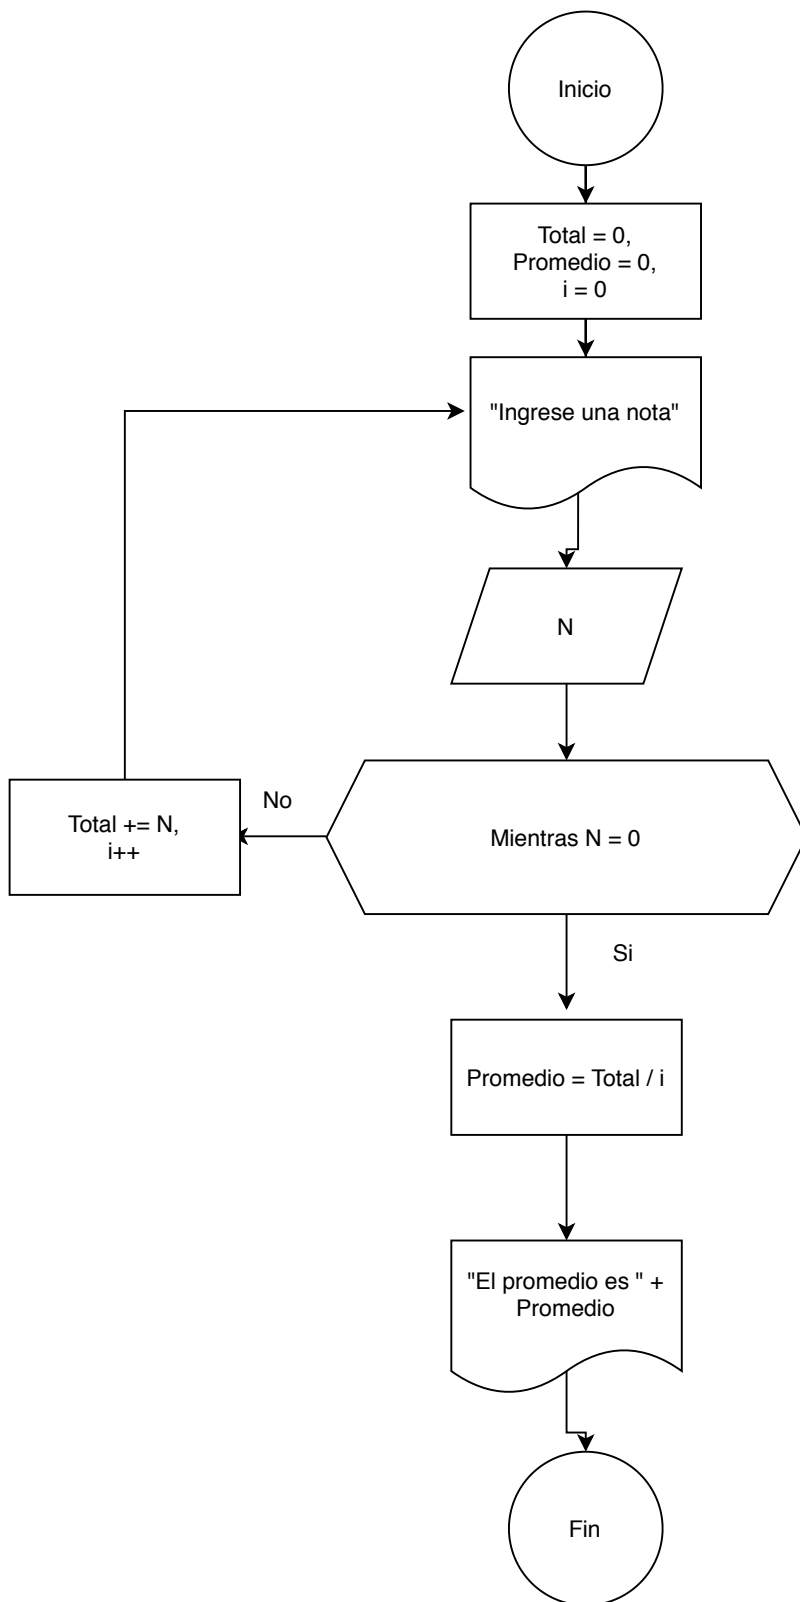 Inicio
Total = 0,
Promedio = 0,
i = 0
"Ingrese una nota"
N
No
Total += N,
i++
Mientras N = 0
Si
Promedio = Total / i
"El promedio es " +
Promedio
Fin